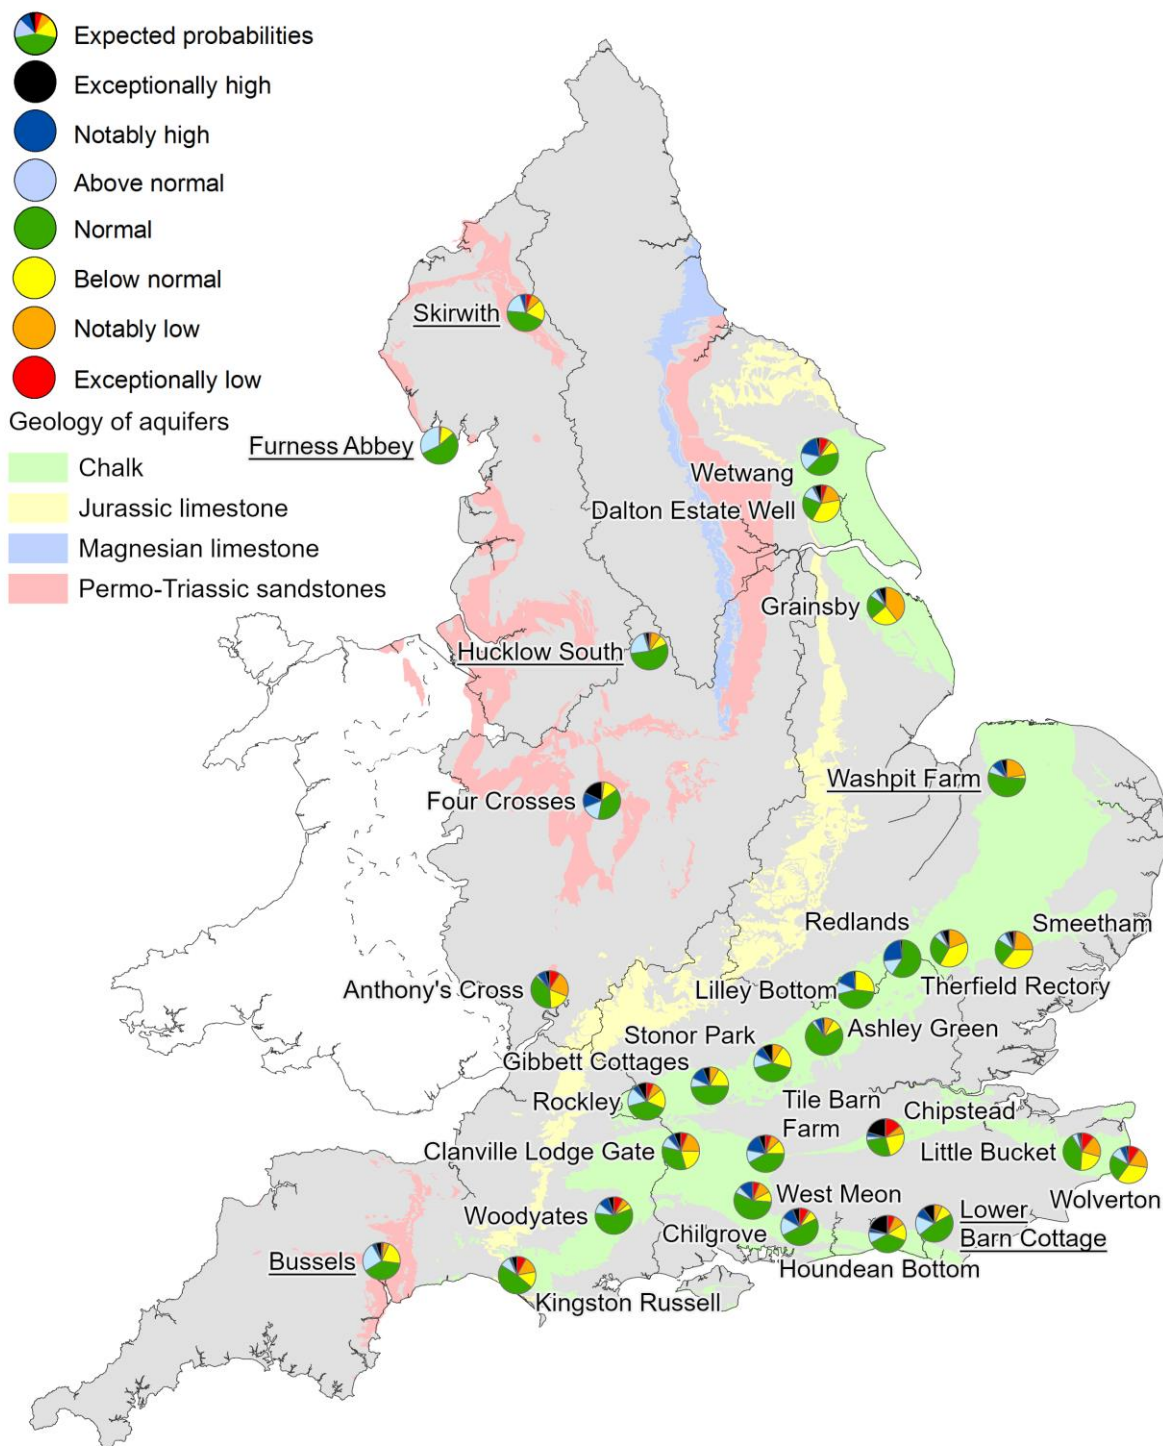 Expected probabilities
Exceptionally high
Notably high
Above normal
Normal
Below normal
Notably low
Exceptionally low
Geology of aquifers
Chalk
Jurassic limestone
Magnesian limestone
Permo-Triassic sandstones
Skirwith
Furness Abbey
Wetwang
Dalton Estate Well
Grainsby
Hucklow South
Washpit Farm
Four Crosses
Redlands
Smeetham
Anthony's Cross
Lilley Bottom
Therfield Rectory
Stonor Park
Ashley Green
Gibbett Cottages
Rockley
Tile Barn
Farm
Chipstead
Clanville Lodge Gate
Little Bucket
Wolverton
West Meon
Woodyates
Chilgrove
Lower
Barn Cottage
Bussels
Houndean Bottom
Kingston Russell